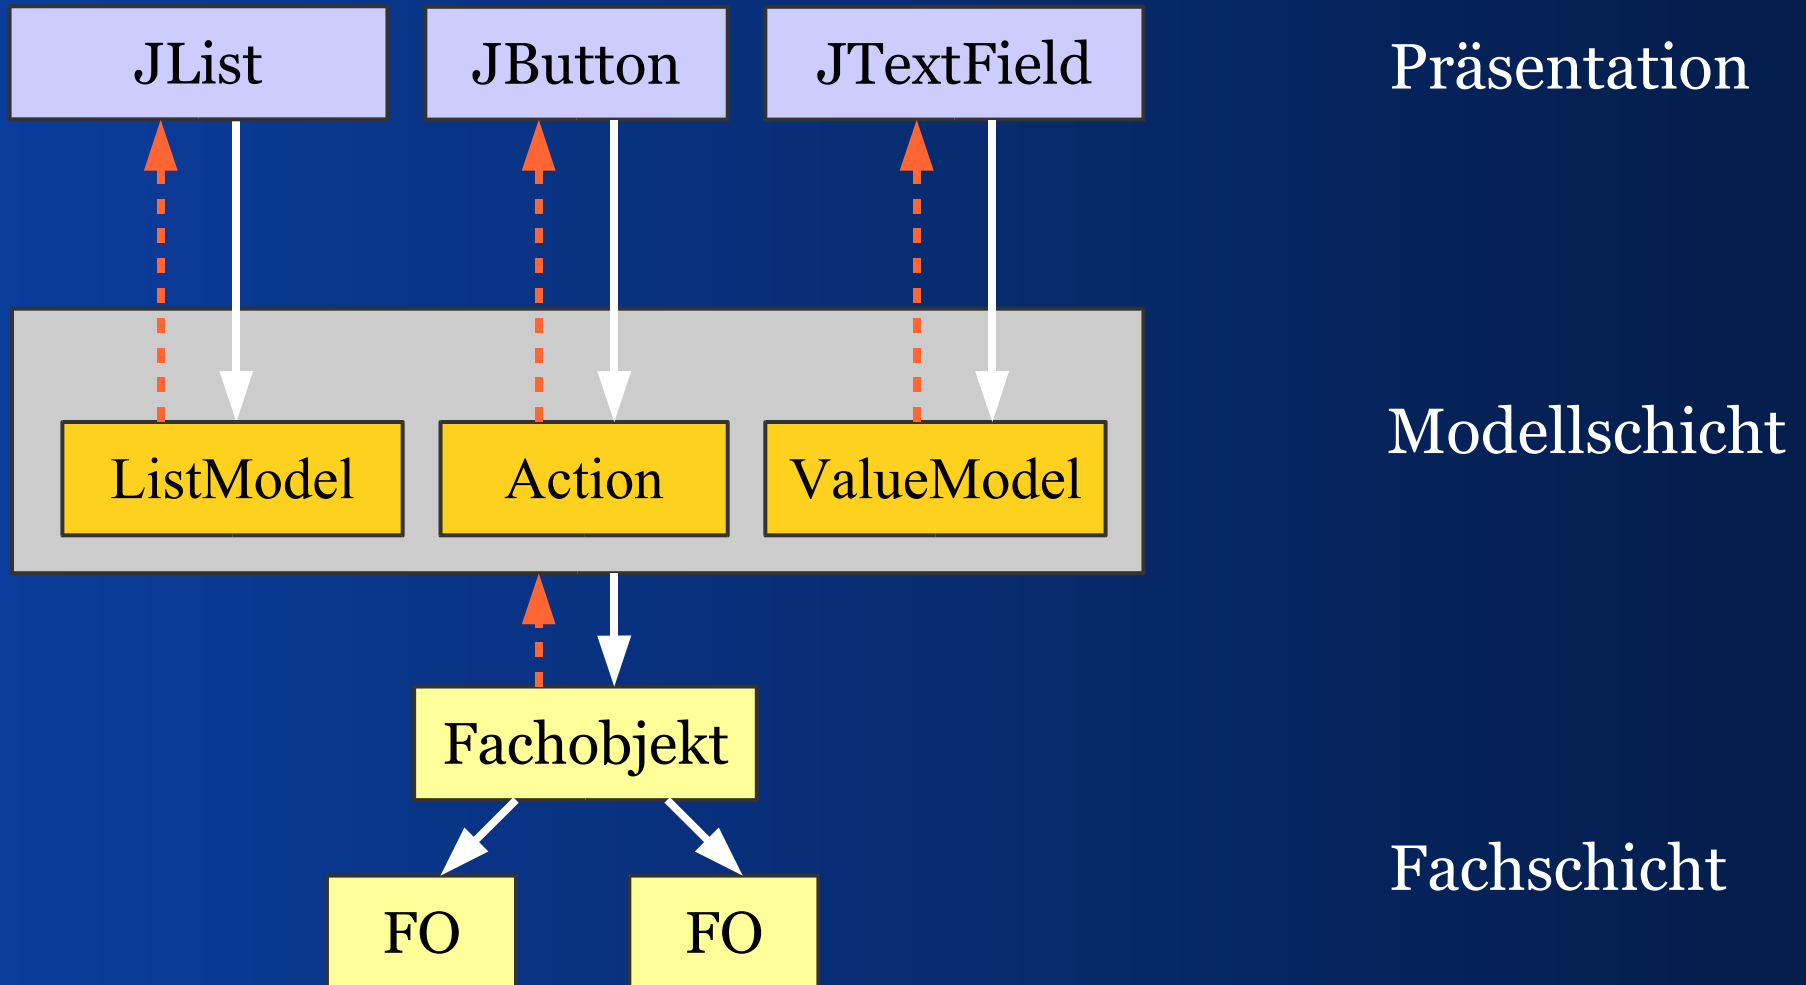 JList
JButton
JTextField
Präsentation
ListModel
Action
ValueModel
Modellschicht
Fachobjekt
Fachschicht
FO
FO